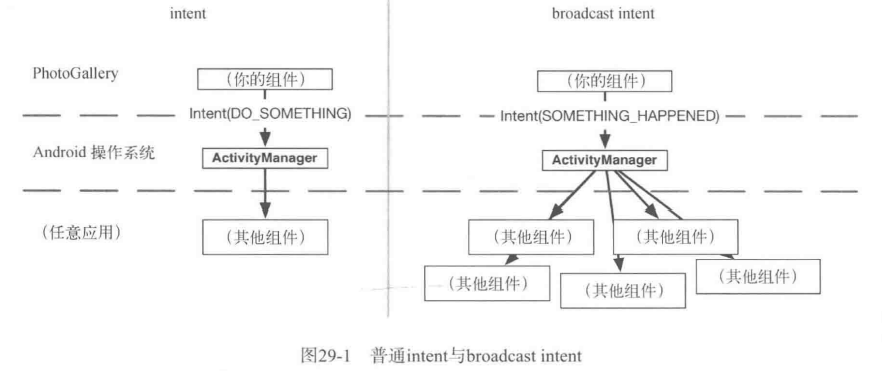 intent
broadcast intent
PhotoGallery
（你的组件）
（你的组件）
Intent(DO_SOMETHING)
Intent(SOMETHING_HAPPENED)
Android 操作系统
ActivityManager
ActivityManager
（任意应用）
（其他组件）
（其他组件）
（其他组件）
（其他组件）
（其他组件）
（其他组件）
图29-1 普通intent与broadcast intent